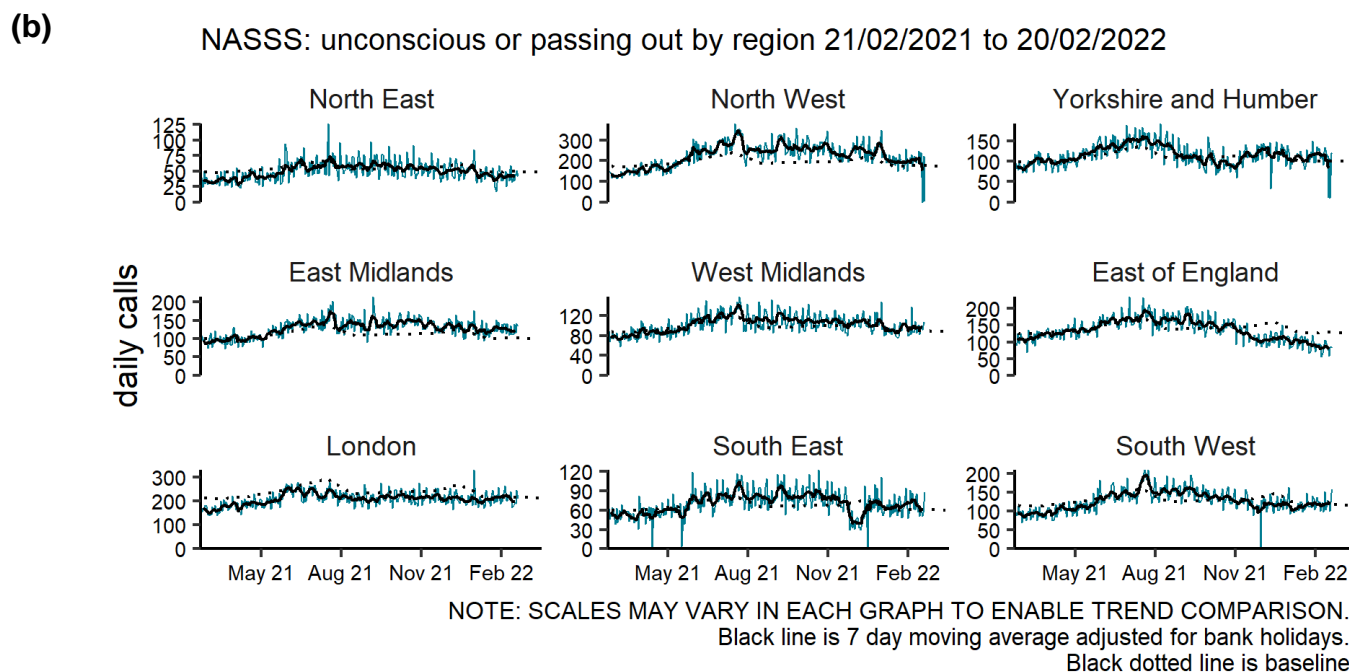 (b)
NASSS: unconscious or passing out by region 21/02/2021 to 20/02/2022
North East
125
100
75
50
25
0
North West
300
200
100
0
Yorkshire and Humber
150
100
50
0
daily calls
East Midlands
200
150
100
50
0
West Midlands
120
80
40
0
East of England
200
150
100
50
0
London
300
200
100
0
South East
120
90
60
30
0
South West
200
150
100
50
0
May 21 Aug 21 Nov 21 Feb 22
May 21 Aug 21 Nov 21 Feb 22
May 21 Aug 21 Nov 21 Feb 22
NOTE: SCALES MAY VARY IN EACH GRAPH TO ENABLE TREND COMPARISON.
Black line is 7 day moving average adjusted for bank holidays.
Black dotted line is baseline